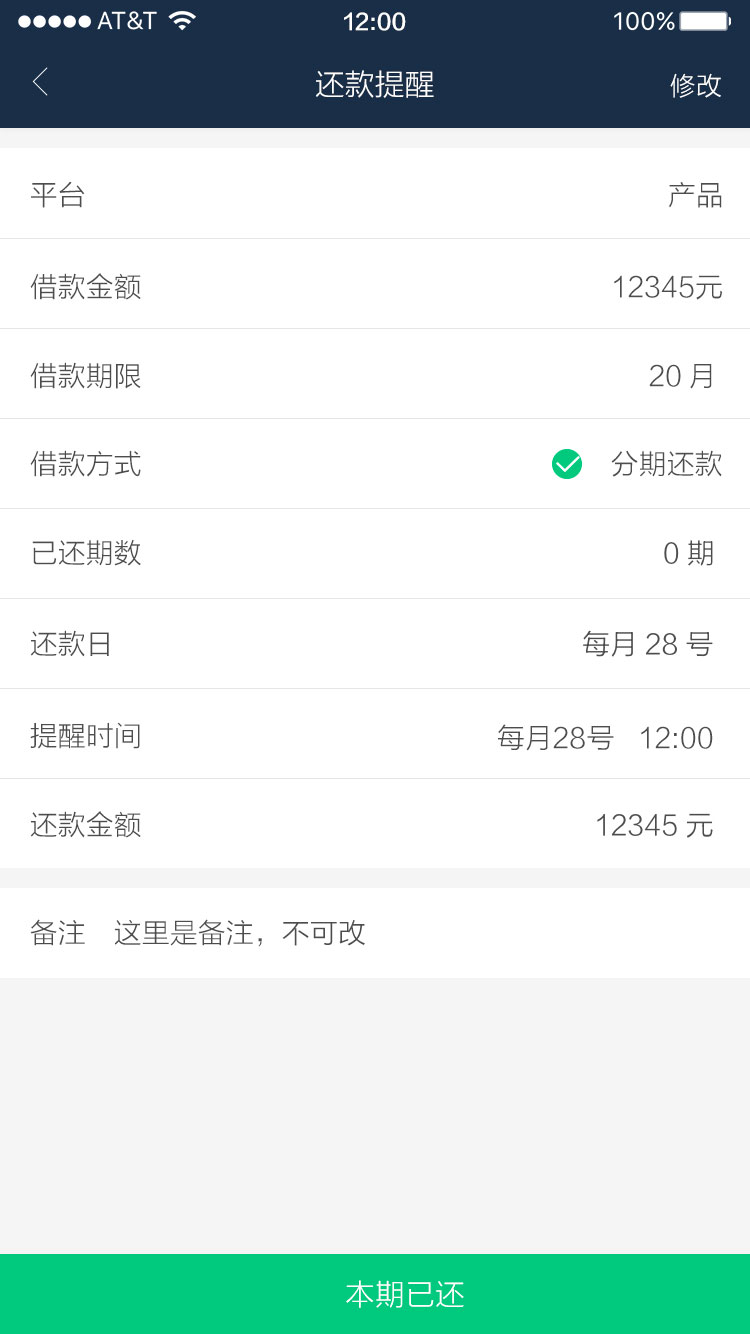 AT&T 12:00 100%
还款提醒 修改
平台 产品
借款金额 12345元
借款期限 20 月
借款方式 分期还款
已还期数 0 期
还款日 每月 28 号
提醒时间 每月28号 12:00
还款金额 12345 元
备注 这里是备注，不可改
本期已还